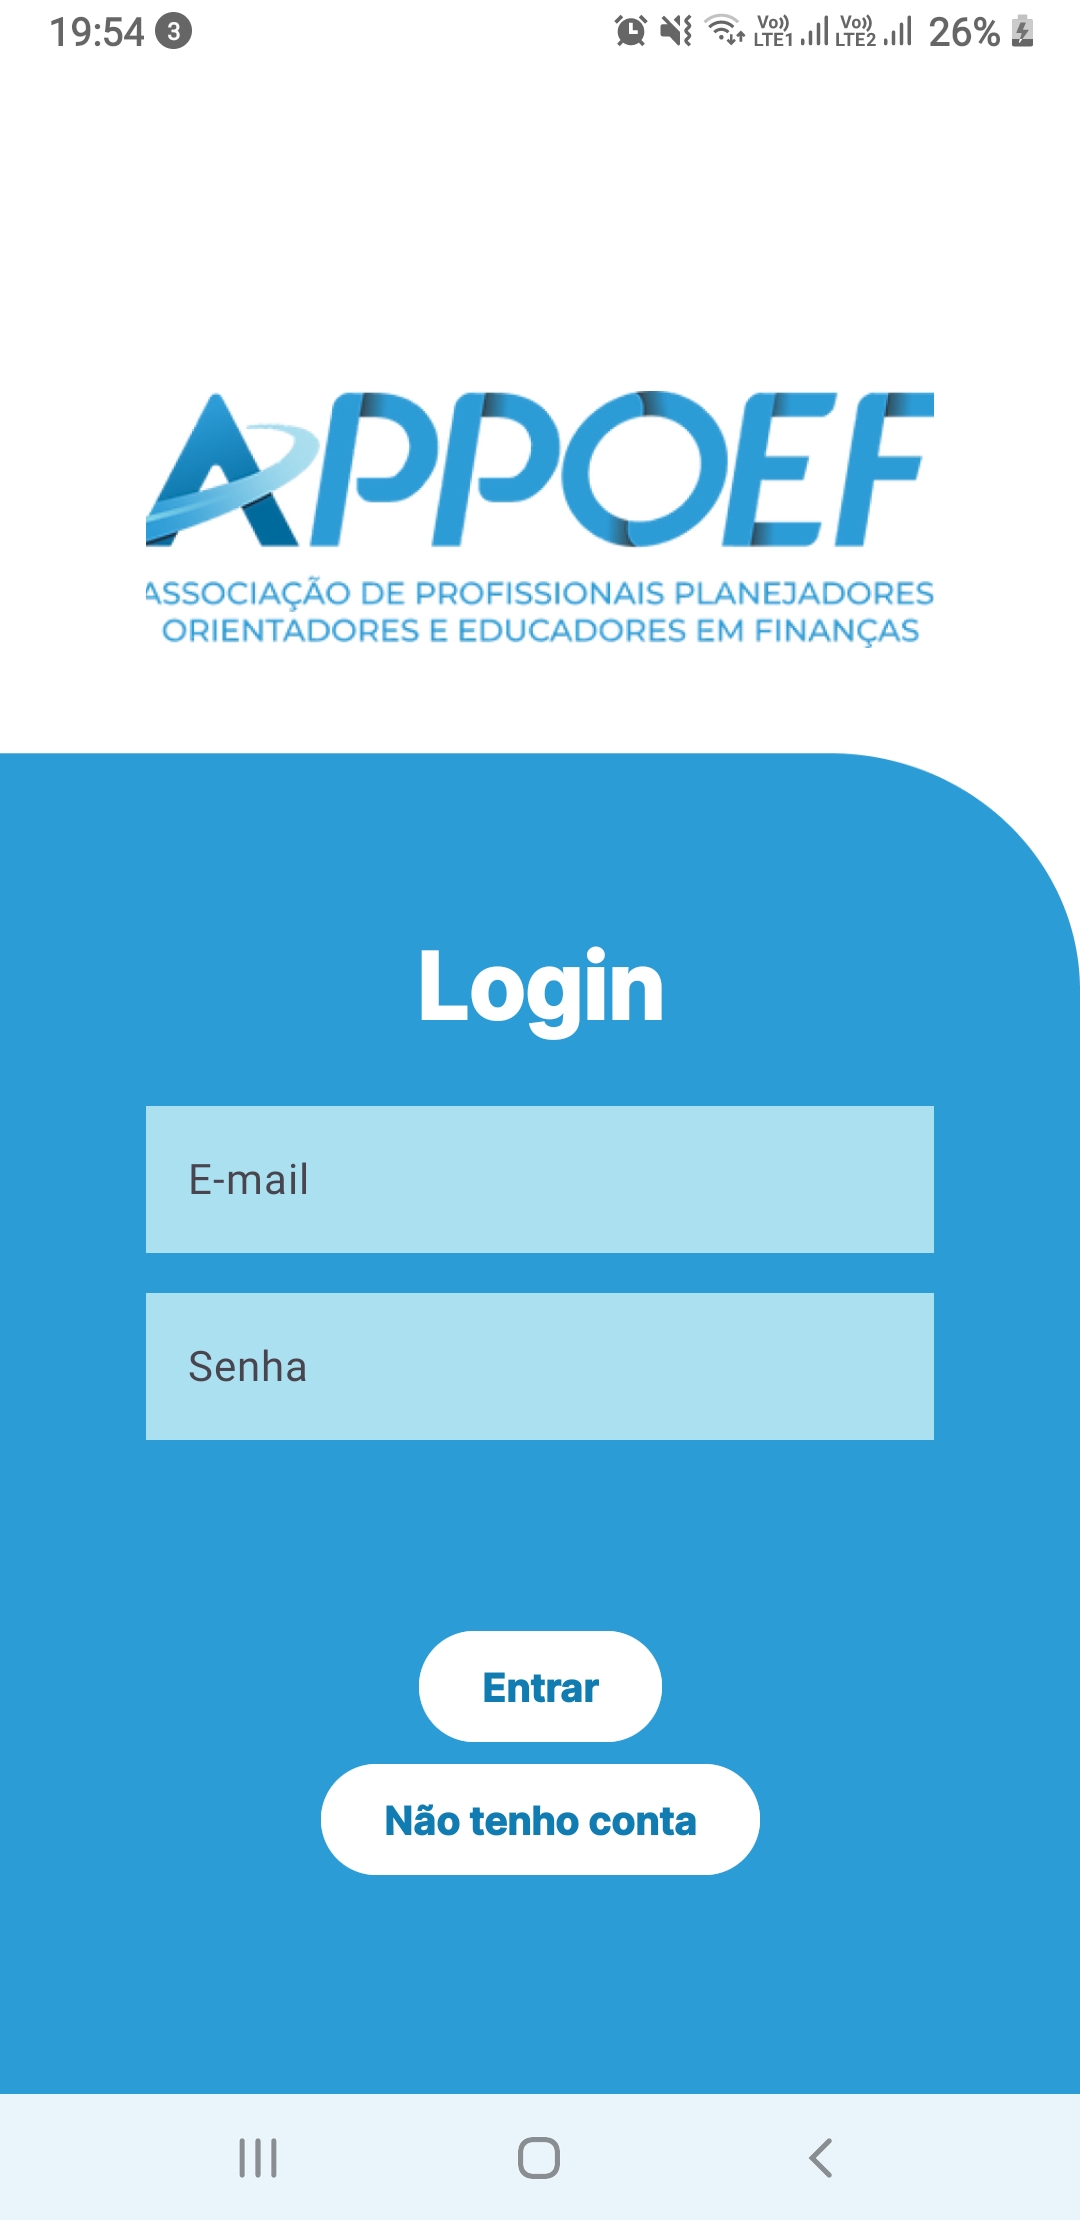 19:54 3 Vo)) LTE1 Vo)) LTE2 26%
APPOEF
ASSOCIAÇÃO DE PROFISSIONAIS PLANEJADORES
ORIENTADORES E EDUCADORES EM FINANÇAS
Login
E-mail
Senha
Entrar
Não tenho conta